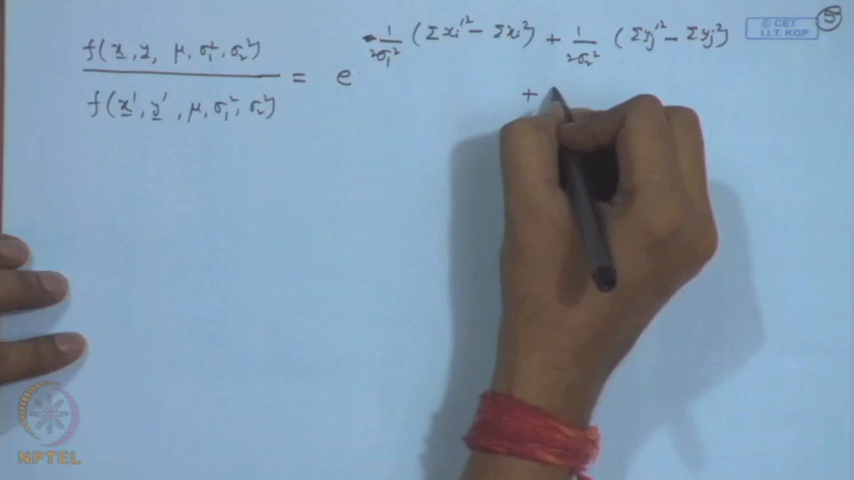 f(x, y, μ, σ₁², σ₂²) / f(x', y', μ, σ₁², σ₂²) = e^ 1/2σ₁² (Σxᵢ'² - Σxᵢ²) + 1/2σ₂² (Σyⱼ'² - Σyⱼ²)
+
© CET
I.I.T. KGP
5
NPTEL